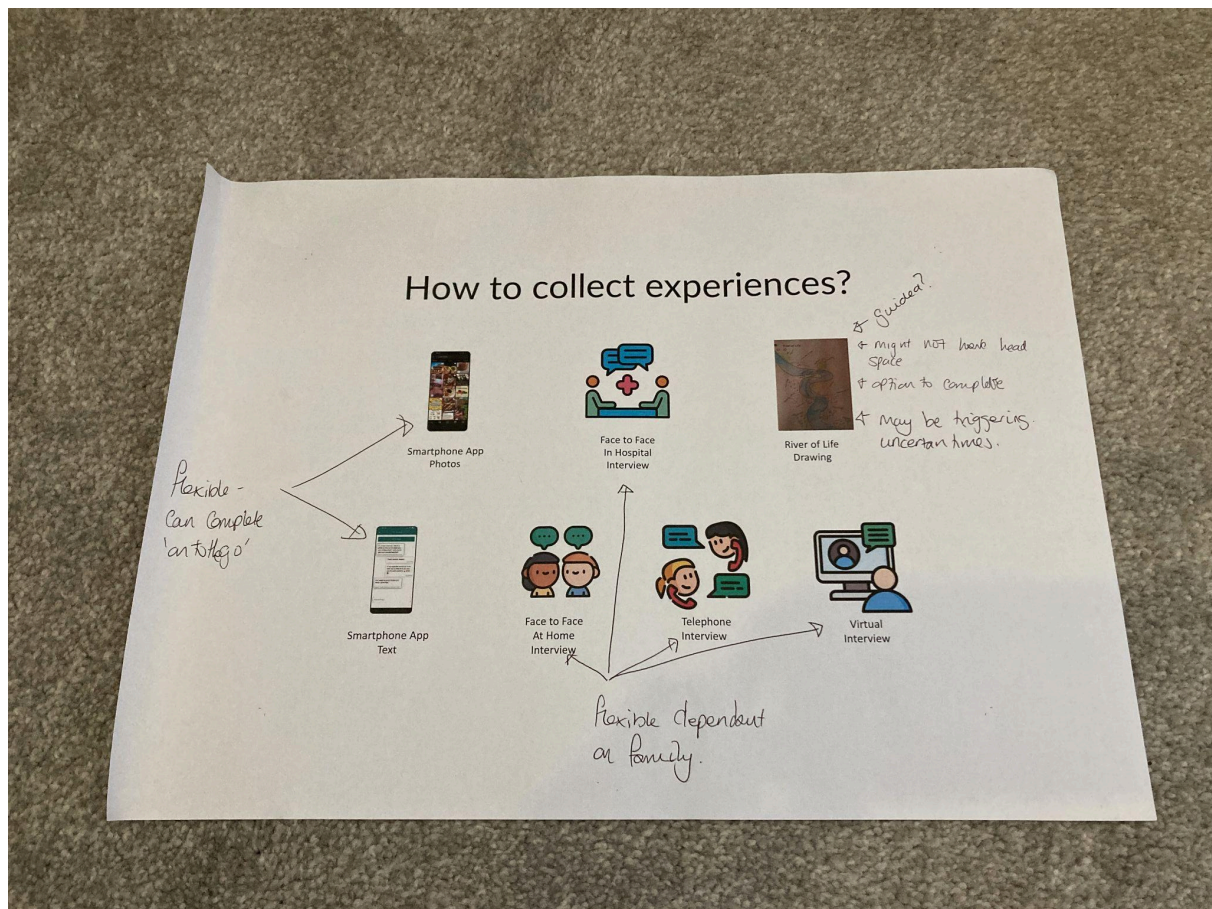 How to collect experiences?
guided?
might not have head
space
option to complete
may be triggering.
uncertain times.
Smartphone App
Photos
Face to Face
In Hospital
Interview
River of Life
Drawing
flexible -
Can complete
'on the go'
Smartphone App
Text
Face to Face
At Home
Interview
Telephone
Interview
Virtual
Interview
flexible dependent
on family.